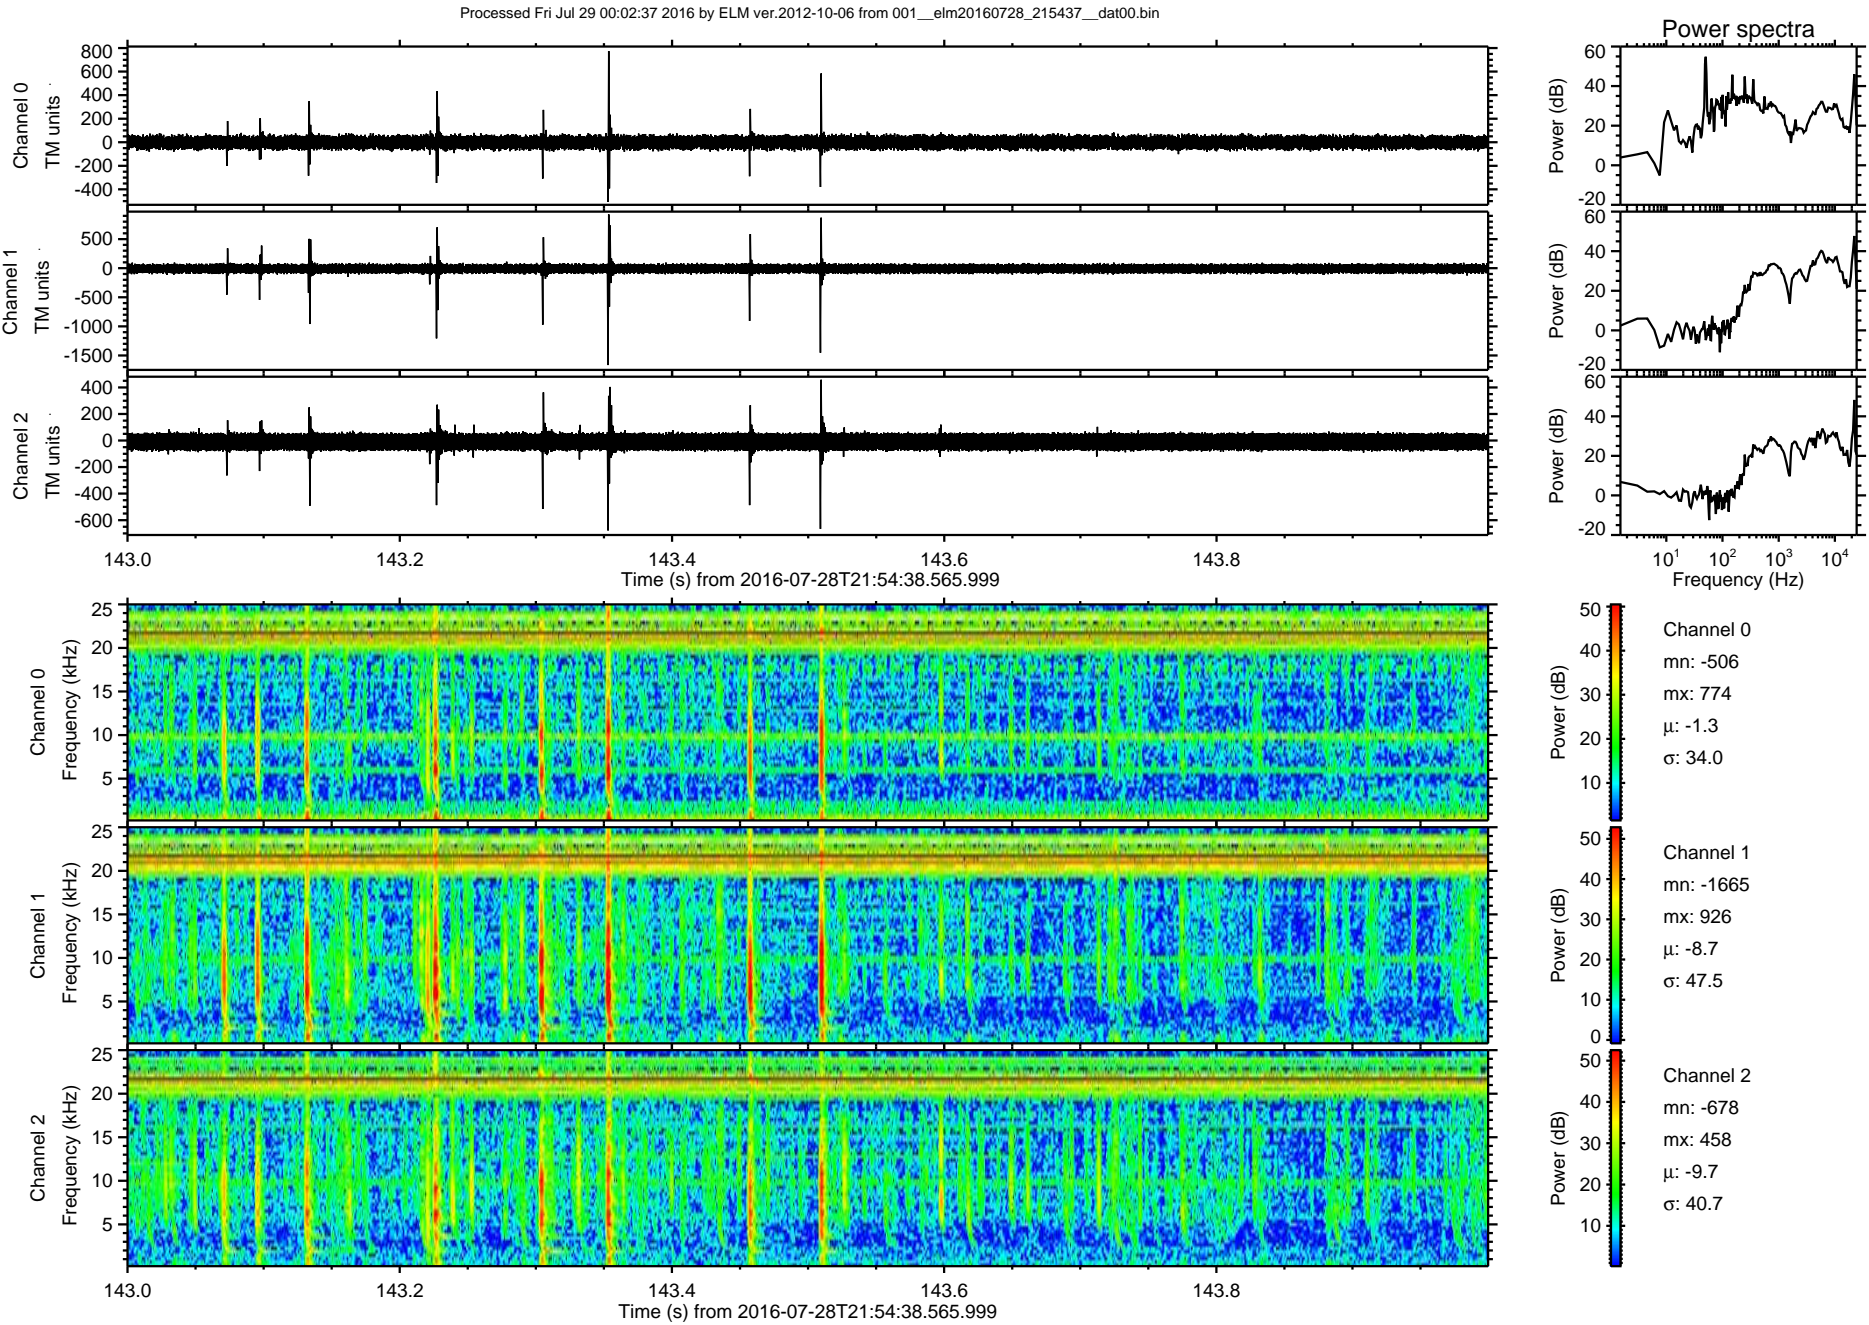 Processed Fri Jul 29 00:02:37 2016 by ELM ver.2012-10-06 from 001__elm20160728_215437__dat00.bin
Power spectra
Channel 0
TM units
800
600
400
200
0
-200
-400
Power (dB)
60
40
20
0
-20
Channel 1
TM units
500
0
-500
-1000
-1500
Power (dB)
60
40
20
0
-20
Channel 2
TM units
400
200
0
-200
-400
-600
Power (dB)
60
40
20
0
-20
143.0 143.2 143.4 143.6 143.8
Time (s) from 2016-07-28T21:54:38.565.999
10¹ 10² 10³ 10⁴
Frequency (Hz)
Channel 0
Frequency (kHz)
25
20
15
10
5
Power (dB)
50
40
30
20
10
Channel 0
mn: -506
mx: 774
μ: -1.3
σ: 34.0
Channel 1
Frequency (kHz)
25
20
15
10
5
Power (dB)
50
40
30
20
10
0
Channel 1
mn: -1665
mx: 926
μ: -8.7
σ: 47.5
Channel 2
Frequency (kHz)
25
20
15
10
5
Power (dB)
50
40
30
20
10
Channel 2
mn: -678
mx: 458
μ: -9.7
σ: 40.7
143.0 143.2 143.4 143.6 143.8
Time (s) from 2016-07-28T21:54:38.565.999